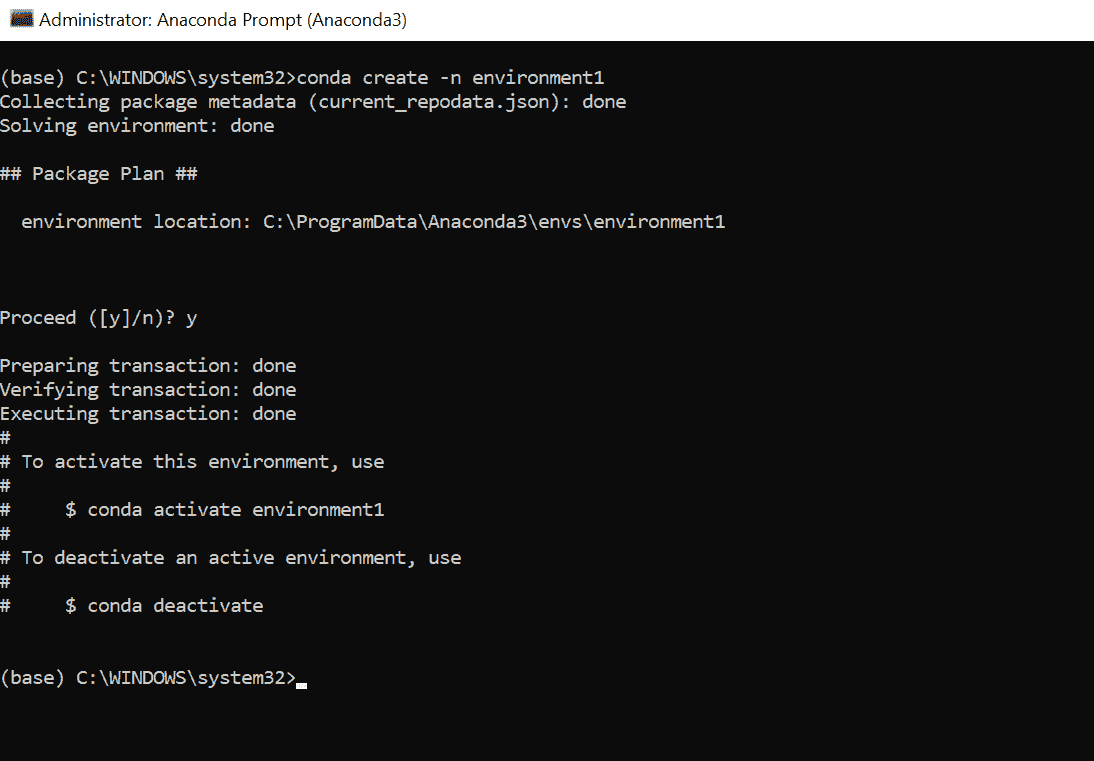 Administrator: Anaconda Prompt (Anaconda3)
(base) C:\WINDOWS\system32>conda create -n environment1
Collecting package metadata (current_repodata.json): done
Solving environment: done
## Package Plan ##
  environment location: C:\ProgramData\Anaconda3\envs\environment1
Proceed ([y]/n)? y
Preparing transaction: done
Verifying transaction: done
Executing transaction: done
#
# To activate this environment, use
#
#     $ conda activate environment1
#
# To deactivate an active environment, use
#
#     $ conda deactivate
(base) C:\WINDOWS\system32>